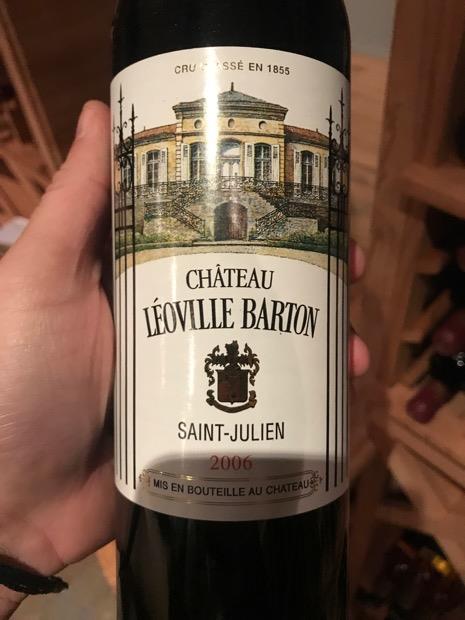 CRU CLASSÉ EN 1855
CHÂTEAU
LÉOVILLE BARTON
SAINT-JULIEN
2006
MIS EN BOUTEILLE AU CHATEAU